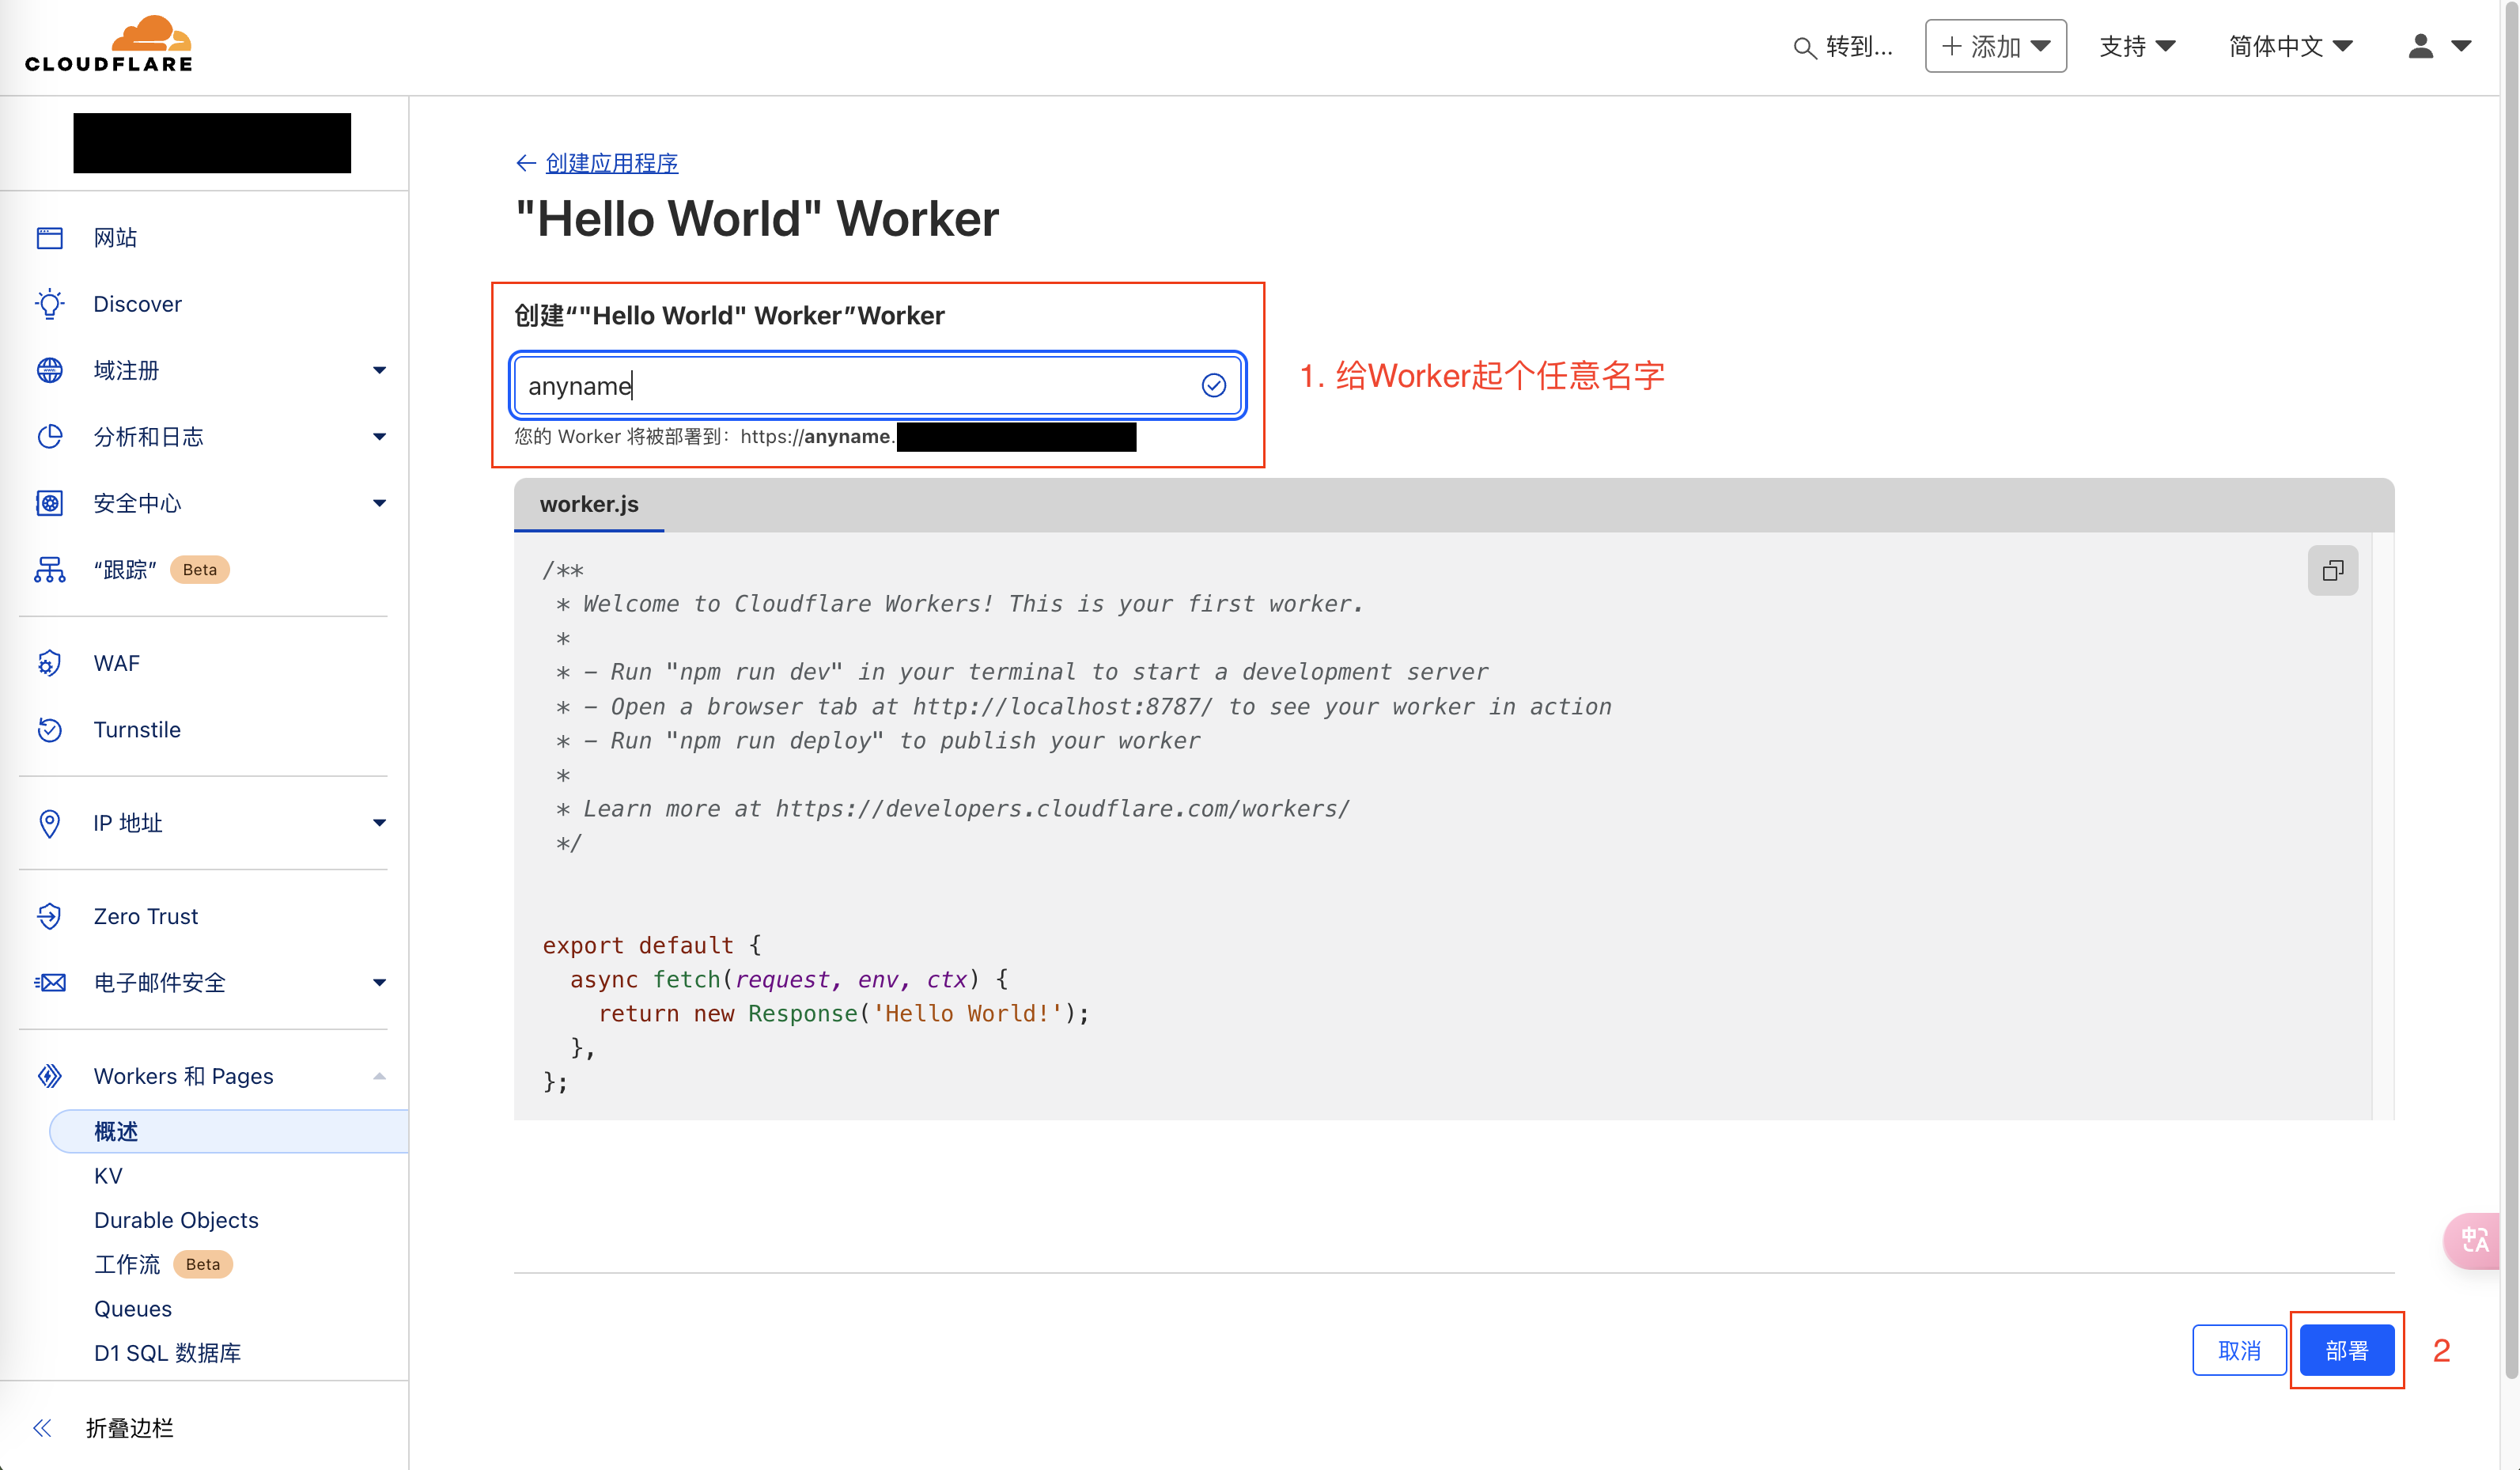 CLOUDFLARE
转到...
添加
支持
简体中文
网站
Discover
域注册
分析和日志
安全中心
“跟踪” Beta
WAF
Turnstile
IP 地址
Zero Trust
电子邮件安全
Workers 和 Pages
概述
KV
Durable Objects
工作流 Beta
Queues
D1 SQL 数据库
折叠边栏
创建应用程序
"Hello World" Worker
创建“"Hello World" Worker”Worker
anyname
您的 Worker 将被部署到：https://anyname.
1. 给Worker起个任意名字
worker.js
/**
 * Welcome to Cloudflare Workers! This is your first worker.
 *
 * - Run "npm run dev" in your terminal to start a development server
 * - Open a browser tab at http://localhost:8787/ to see your worker in action
 * - Run "npm run deploy" to publish your worker
 *
 * Learn more at https://developers.cloudflare.com/workers/
 */
export default {
  async fetch(request, env, ctx) {
    return new Response('Hello World!');
  },
};
中A
取消
部署
2